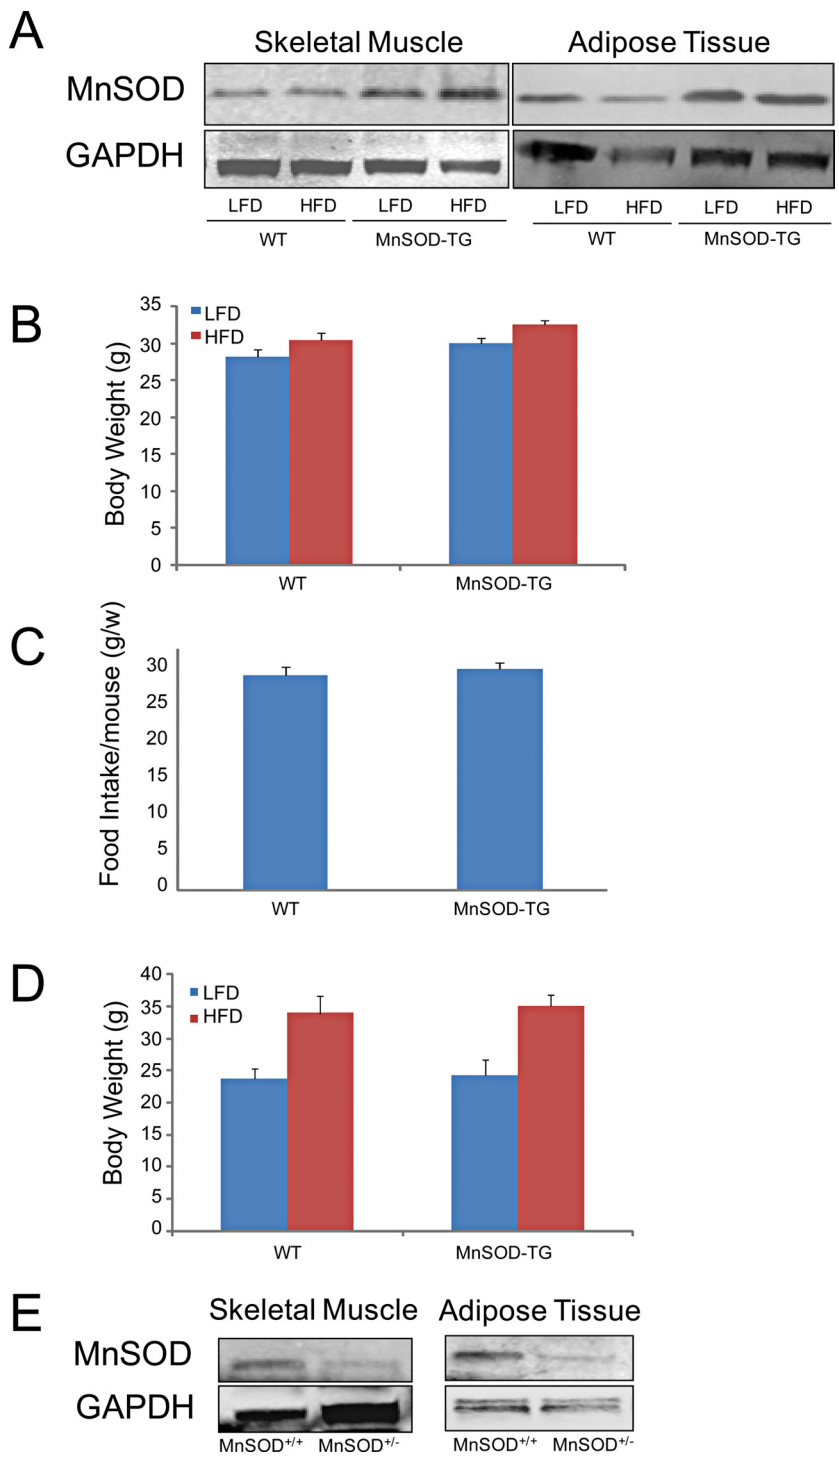 A
Skeletal Muscle
Adipose Tissue
MnSOD
GAPDH
LFD HFD LFD HFD LFD HFD LFD HFD
WT MnSOD-TG WT MnSOD-TG
B
Body Weight (g)
35
30
25
20
15
10
5
0
LFD
HFD
WT MnSOD-TG
C
Food Intake/mouse (g/w)
30
25
20
15
10
5
0
WT MnSOD-TG
D
Body Weight (g)
40
35
30
25
20
15
10
5
0
LFD
HFD
WT MnSOD-TG
E
Skeletal Muscle Adipose Tissue
MnSOD
GAPDH
MnSOD+/+ MnSOD+/- MnSOD+/+ MnSOD+/-